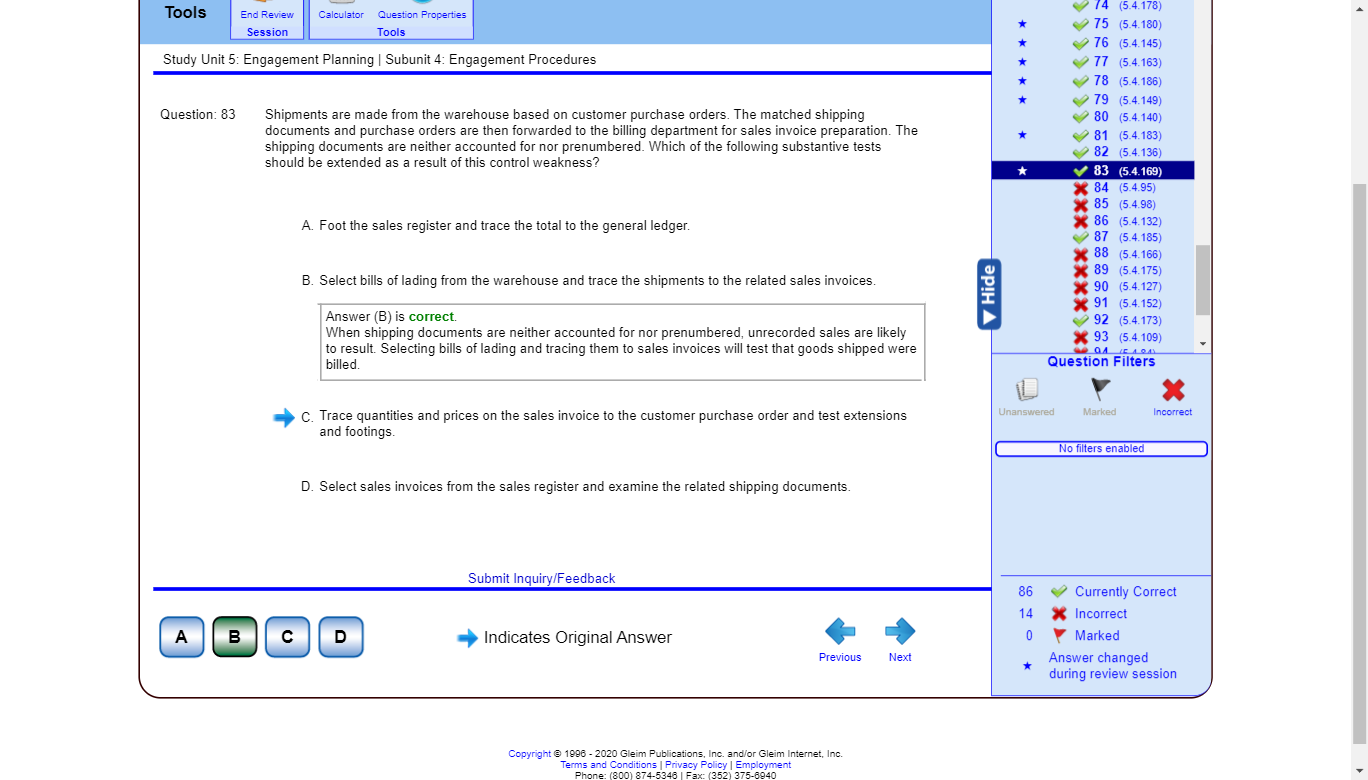 Tools
End Review
Session
Calculator
Question Properties
Tools
Study Unit 5: Engagement Planning | Subunit 4: Engagement Procedures
Question: 83
Shipments are made from the warehouse based on customer purchase orders. The matched shipping
documents and purchase orders are then forwarded to the billing department for sales invoice preparation. The
shipping documents are neither accounted for nor prenumbered. Which of the following substantive tests
should be extended as a result of this control weakness?
A. Foot the sales register and trace the total to the general ledger.
B. Select bills of lading from the warehouse and trace the shipments to the related sales invoices.
Answer (B) is correct.
When shipping documents are neither accounted for nor prenumbered, unrecorded sales are likely
to result. Selecting bills of lading and tracing them to sales invoices will test that goods shipped were
billed.
C. Trace quantities and prices on the sales invoice to the customer purchase order and test extensions
and footings.
D. Select sales invoices from the sales register and examine the related shipping documents.
Submit Inquiry/Feedback
A B C D
Indicates Original Answer
Previous
Next
74 (5.4.178)
75 (5.4.180)
76 (5.4.145)
77 (5.4.163)
78 (5.4.186)
79 (5.4.149)
80 (5.4.140)
81 (5.4.183)
82 (5.4.136)
83 (5.4.169)
84 (5.4.95)
85 (5.4.98)
86 (5.4.132)
87 (5.4.185)
88 (5.4.166)
89 (5.4.175)
90 (5.4.127)
91 (5.4.152)
92 (5.4.173)
93 (5.4.109)
94 (5.4.84)
Hide
Question Filters
Unanswered
Marked
Incorrect
No filters enabled
86 Currently Correct
14 Incorrect
0 Marked
Answer changed
during review session
Copyright © 1996 - 2020 Gleim Publications, Inc. and/or Gleim Internet, Inc.
Terms and Conditions | Privacy Policy | Employment
Phone: (800) 874-5346 | Fax: (352) 375-6940